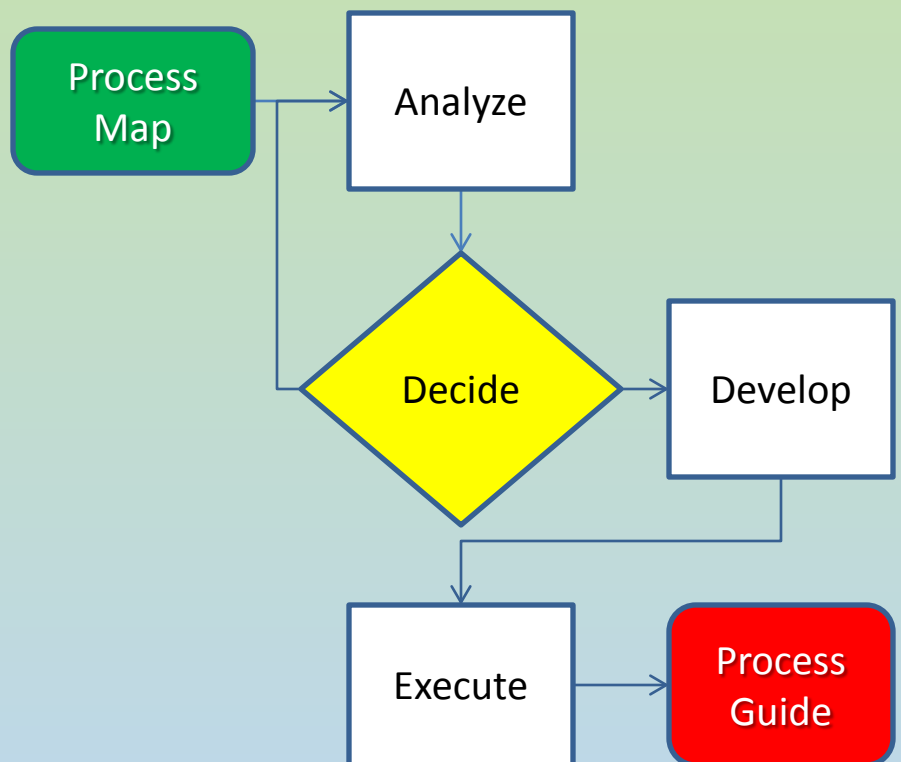 Process
Map
Analyze
Decide
Develop
Execute
Process
Guide